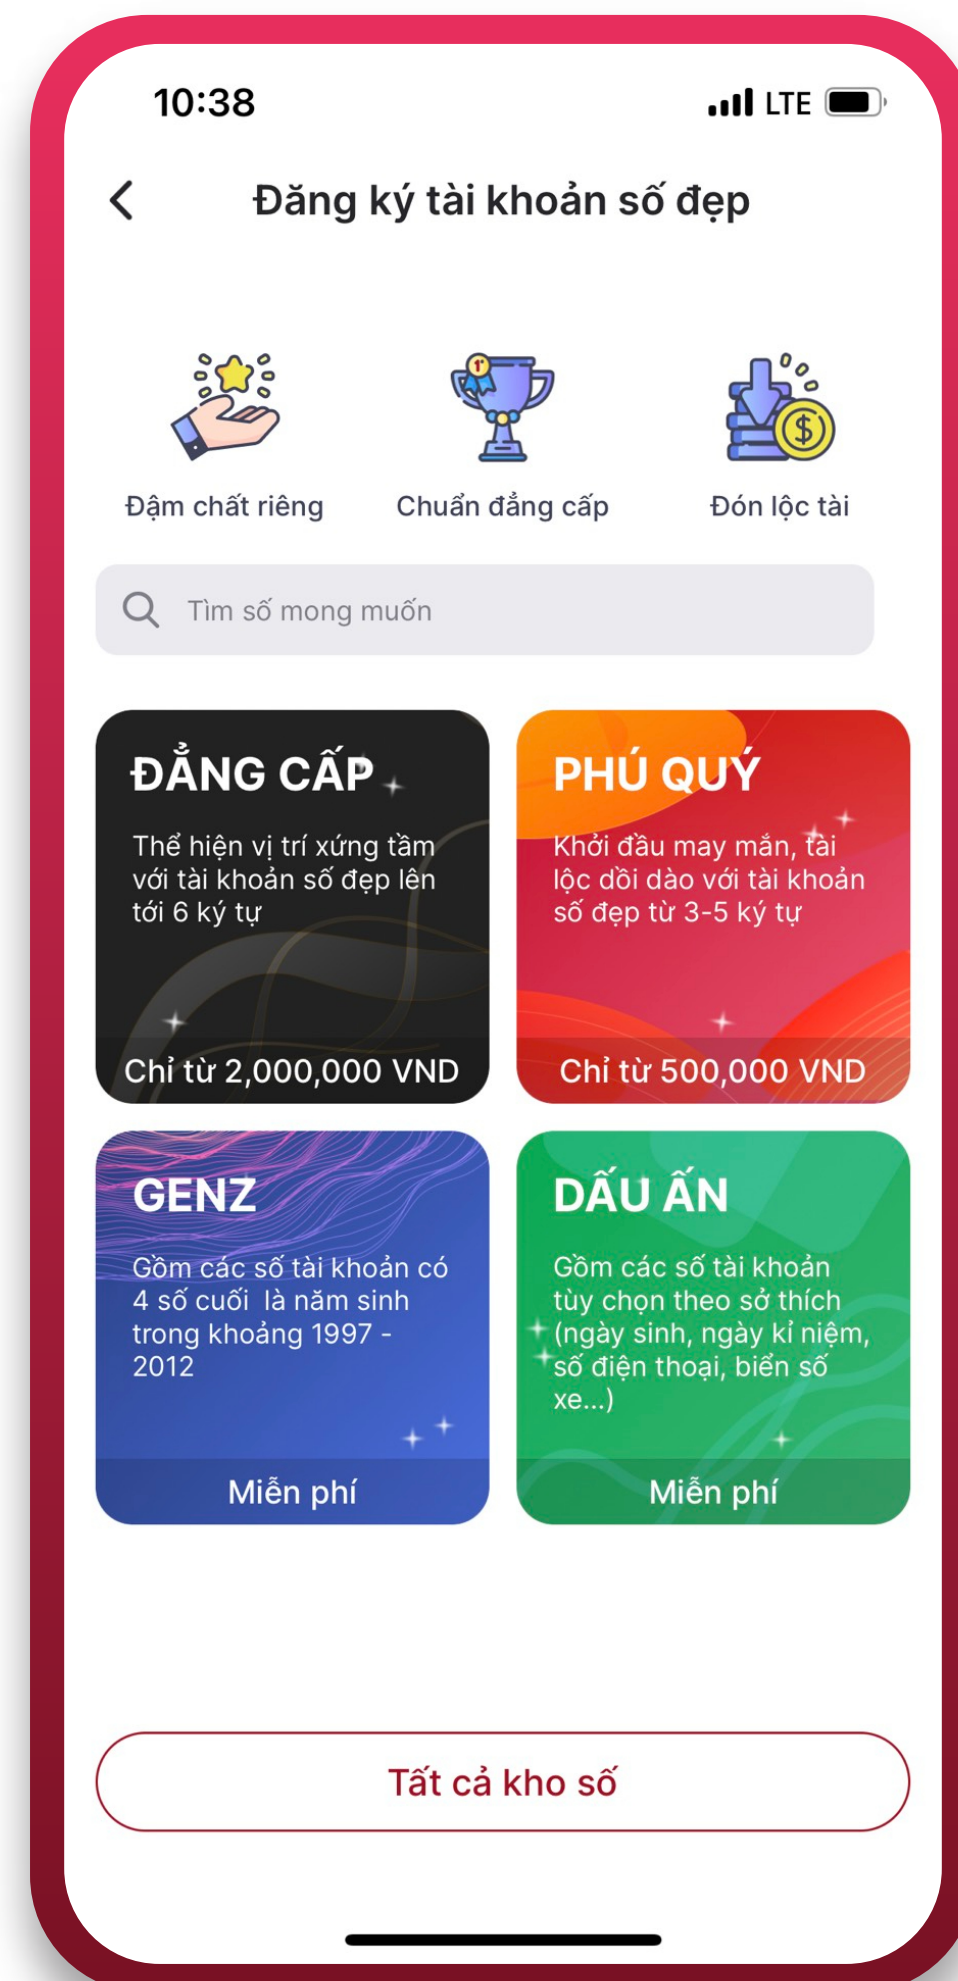 10:38
LTE
Đăng ký tài khoản số đẹp
1
$
Đậm chất riêng
Chuẩn đẳng cấp
Đón lộc tài
Tìm số mong muốn
ĐẲNG CẤP
Thể hiện vị trí xứng tầm
với tài khoản số đẹp lên
tới 6 ký tự
Chỉ từ 2,000,000 VND
PHÚ QUÝ
Khởi đầu may mắn, tài
lộc dồi dào với tài khoản
số đẹp từ 3-5 ký tự
Chỉ từ 500,000 VND
GENZ
Gồm các số tài khoản có
4 số cuối  là năm sinh
trong khoảng 1997 -
2012
Miễn phí
DẤU ẤN
Gồm các số tài khoản
tùy chọn theo sở thích
(ngày sinh, ngày kỉ niệm,
số điện thoại, biển số
xe...)
Miễn phí
Tất cả kho số